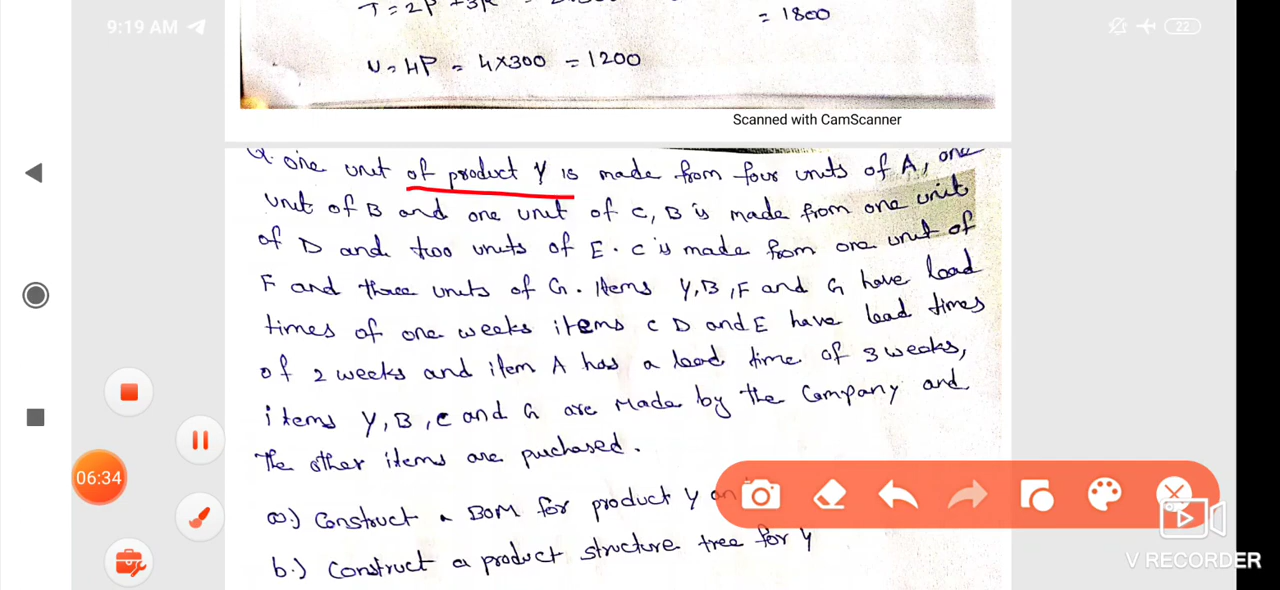 9:19 AM
22
T = 2P + 3R
= 1800
U = 4P = 4x300 = 1200
Scanned with CamScanner
Q. one unit of product Y is made from four units of A, one
unit of B and one unit of C, B is made from one unit
of D and two units of E. C is made from one unit of
F and three units of G. Items Y, B, F and G have lead
times of one weeks items C D and E have lead times
of 2 weeks and item A has a lead time of 3 weeks,
items Y, B, C and G are made by the Company and
The other items are purchased.
06:34
a.) Construct a BOM for product Y
b.) Construct a product structure tree for Y
V RECORDER